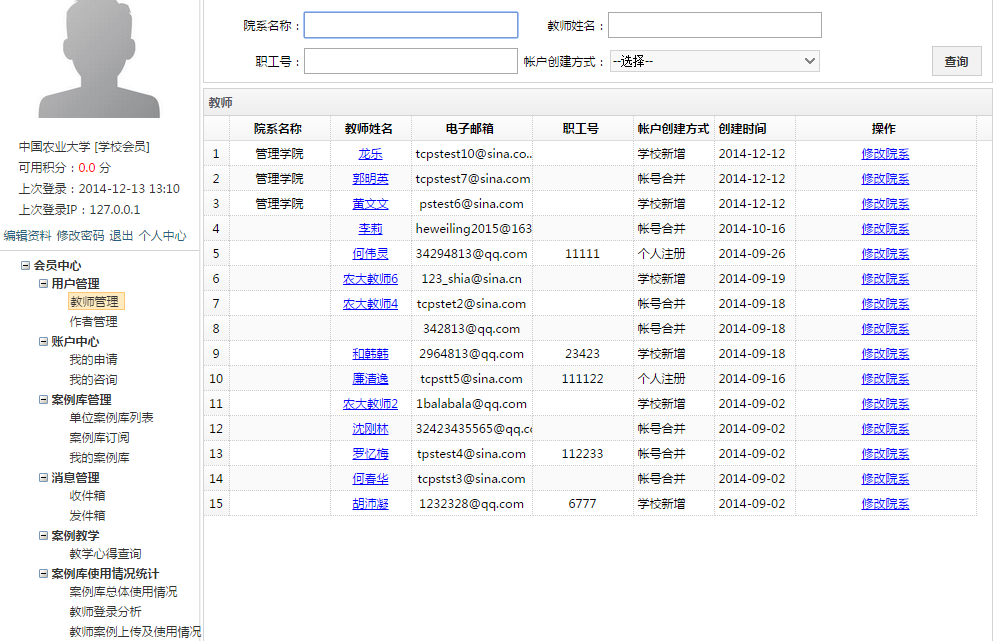 院系名称： 教师姓名：
职工号： 帐户创建方式： --选择-- 查询
中国农业大学 [学校会员]
可用积分：0.0 分
上次登录：2014-12-13 13:10
上次登录IP：127.0.0.1
编辑资料 修改密码 退出 个人中心
会员中心
用户管理
教师管理
作者管理
账户中心
我的申请
我的咨询
案例库管理
单位案例库列表
案例库订阅
我的案例库
消息管理
收件箱
发件箱
案例教学
教学心得查询
案例库使用情况统计
案例库总体使用情况
教师登录分析
教师案例上传及使用情况
教师
院系名称 教师姓名 电子邮箱 职工号 帐户创建方式 创建时间 操作
1 管理学院 龙乐 tcpstest10@sina.co.. 学校新增 2014-12-12 修改院系
2 管理学院 郭明英 tcpstest7@sina.com 帐号合并 2014-12-12 修改院系
3 管理学院 黄文文 pstest6@sina.com 学校新增 2014-12-12 修改院系
4 李莉 heweiling2015@163 帐号合并 2014-10-16 修改院系
5 何伟灵 34294813@qq.com 11111 个人注册 2014-09-26 修改院系
6 农大教师6 123_shia@sina.cn 学校新增 2014-09-19 修改院系
7 农大教师4 tcpstet2@sina.com 帐号合并 2014-09-18 修改院系
8 342813@qq.com 帐号合并 2014-09-18 修改院系
9 和韩韩 2964813@qq.com 23423 学校新增 2014-09-18 修改院系
10 廉清逸 tcpstt5@sina.com 111122 个人注册 2014-09-16 修改院系
11 农大教师2 1balabala@qq.com 学校新增 2014-09-02 修改院系
12 沈刚林 32423435565@qq.c 帐号合并 2014-09-02 修改院系
13 罗忆梅 tpstest4@sina.com 112233 帐号合并 2014-09-02 修改院系
14 何春华 tcpstst3@sina.com 帐号合并 2014-09-02 修改院系
15 胡沛凝 1232328@qq.com 6777 学校新增 2014-09-02 修改院系